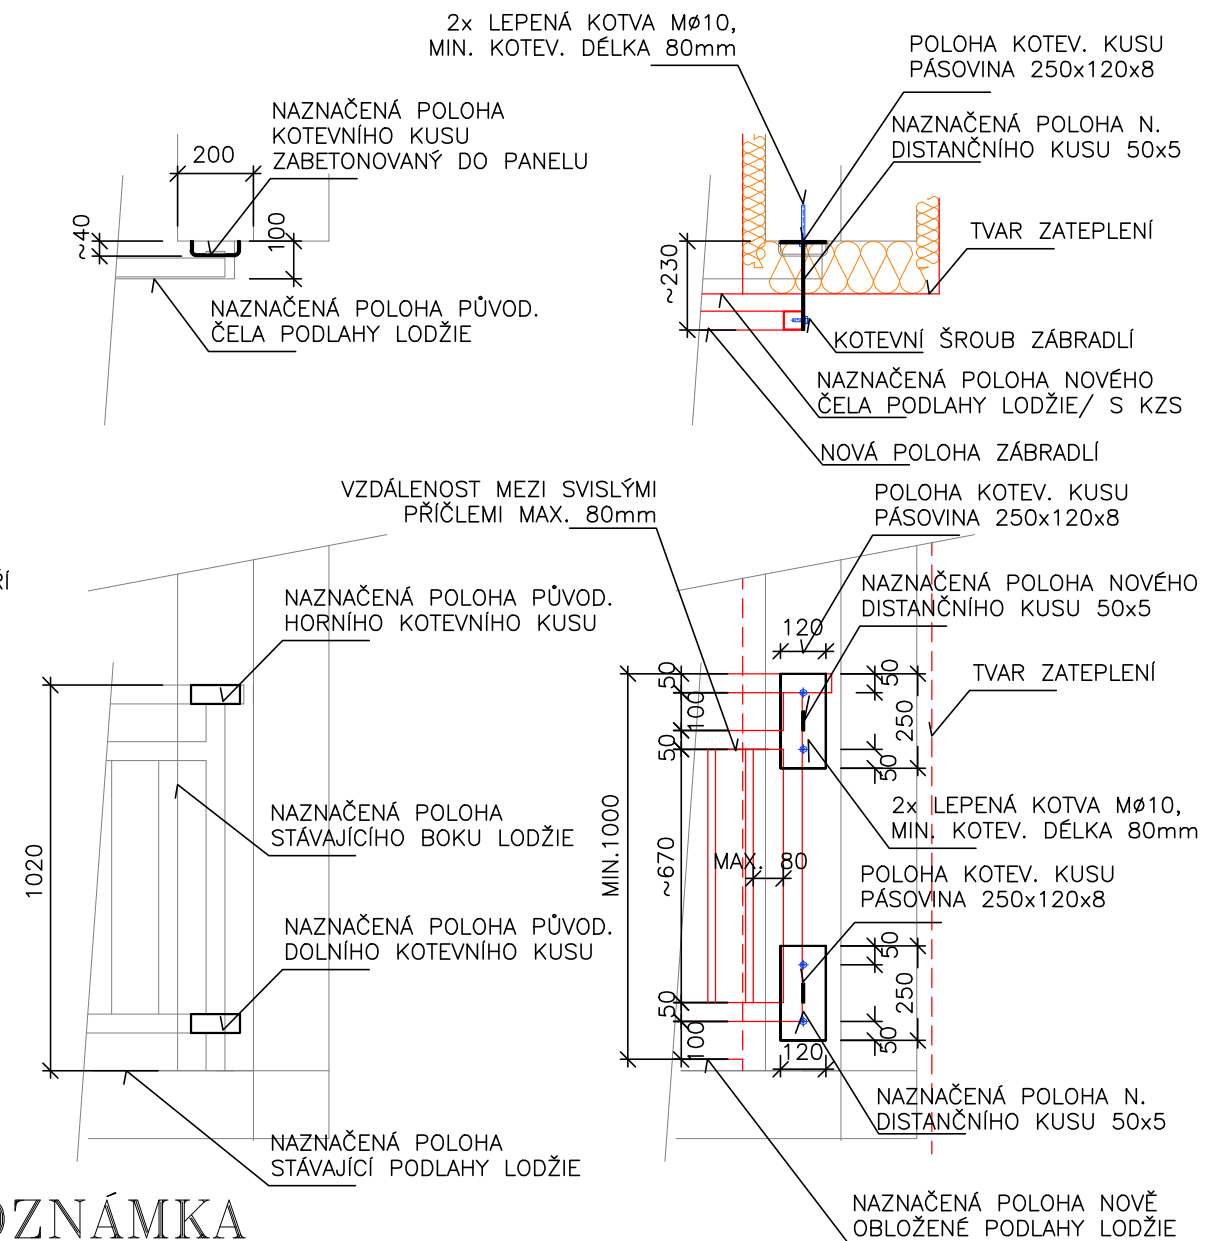 2x LEPENÁ KOTVA MØ10,
MIN. KOTEV. DÉLKA 80mm
POLOHA KOTEV. KUSU
PÁSOVINA 250x120x8
NAZNAČENÁ POLOHA
KOTEVNÍHO KUSU
ZABETONOVANÝ DO PANELU
200
~40
100
NAZNAČENÁ POLOHA PŮVOD.
ČELA PODLAHY LODŽIE
NAZNAČENÁ POLOHA N.
DISTANČNÍHO KUSU 50x5
TVAR ZATEPLENÍ
~230
KOTEVNÍ ŠROUB ZÁBRADLÍ
NAZNAČENÁ POLOHA NOVÉHO
ČELA PODLAHY LODŽIE/ S KZS
NOVÁ POLOHA ZÁBRADLÍ
VZDÁLENOST MEZI SVISLÝMI
PŘÍČLEMI MAX. 80mm
POLOHA KOTEV. KUSU
PÁSOVINA 250x120x8
NAZNAČENÁ POLOHA PŮVOD.
HORNÍHO KOTEVNÍHO KUSU
NAZNAČENÁ POLOHA NOVÉHO
DISTANČNÍHO KUSU 50x5
120
TVAR ZATEPLENÍ
50
100
50
50
250
50
1020
NAZNAČENÁ POLOHA
STÁVAJÍCÍHO BOKU LODŽIE
MIN.1000
~670
MAX. 80
2x LEPENÁ KOTVA MØ10,
MIN. KOTEV. DÉLKA 80mm
POLOHA KOTEV. KUSU
PÁSOVINA 250x120x8
NAZNAČENÁ POLOHA PŮVOD.
DOLNÍHO KOTEVNÍHO KUSU
50
100
120
50
250
50
NAZNAČENÁ POLOHA N.
DISTANČNÍHO KUSU 50x5
NAZNAČENÁ POLOHA
STÁVAJÍCÍ PODLAHY LODŽIE
NAZNAČENÁ POLOHA NOVĚ
OBLOŽENÉ PODLAHY LODŽIE
OZNÁMKA